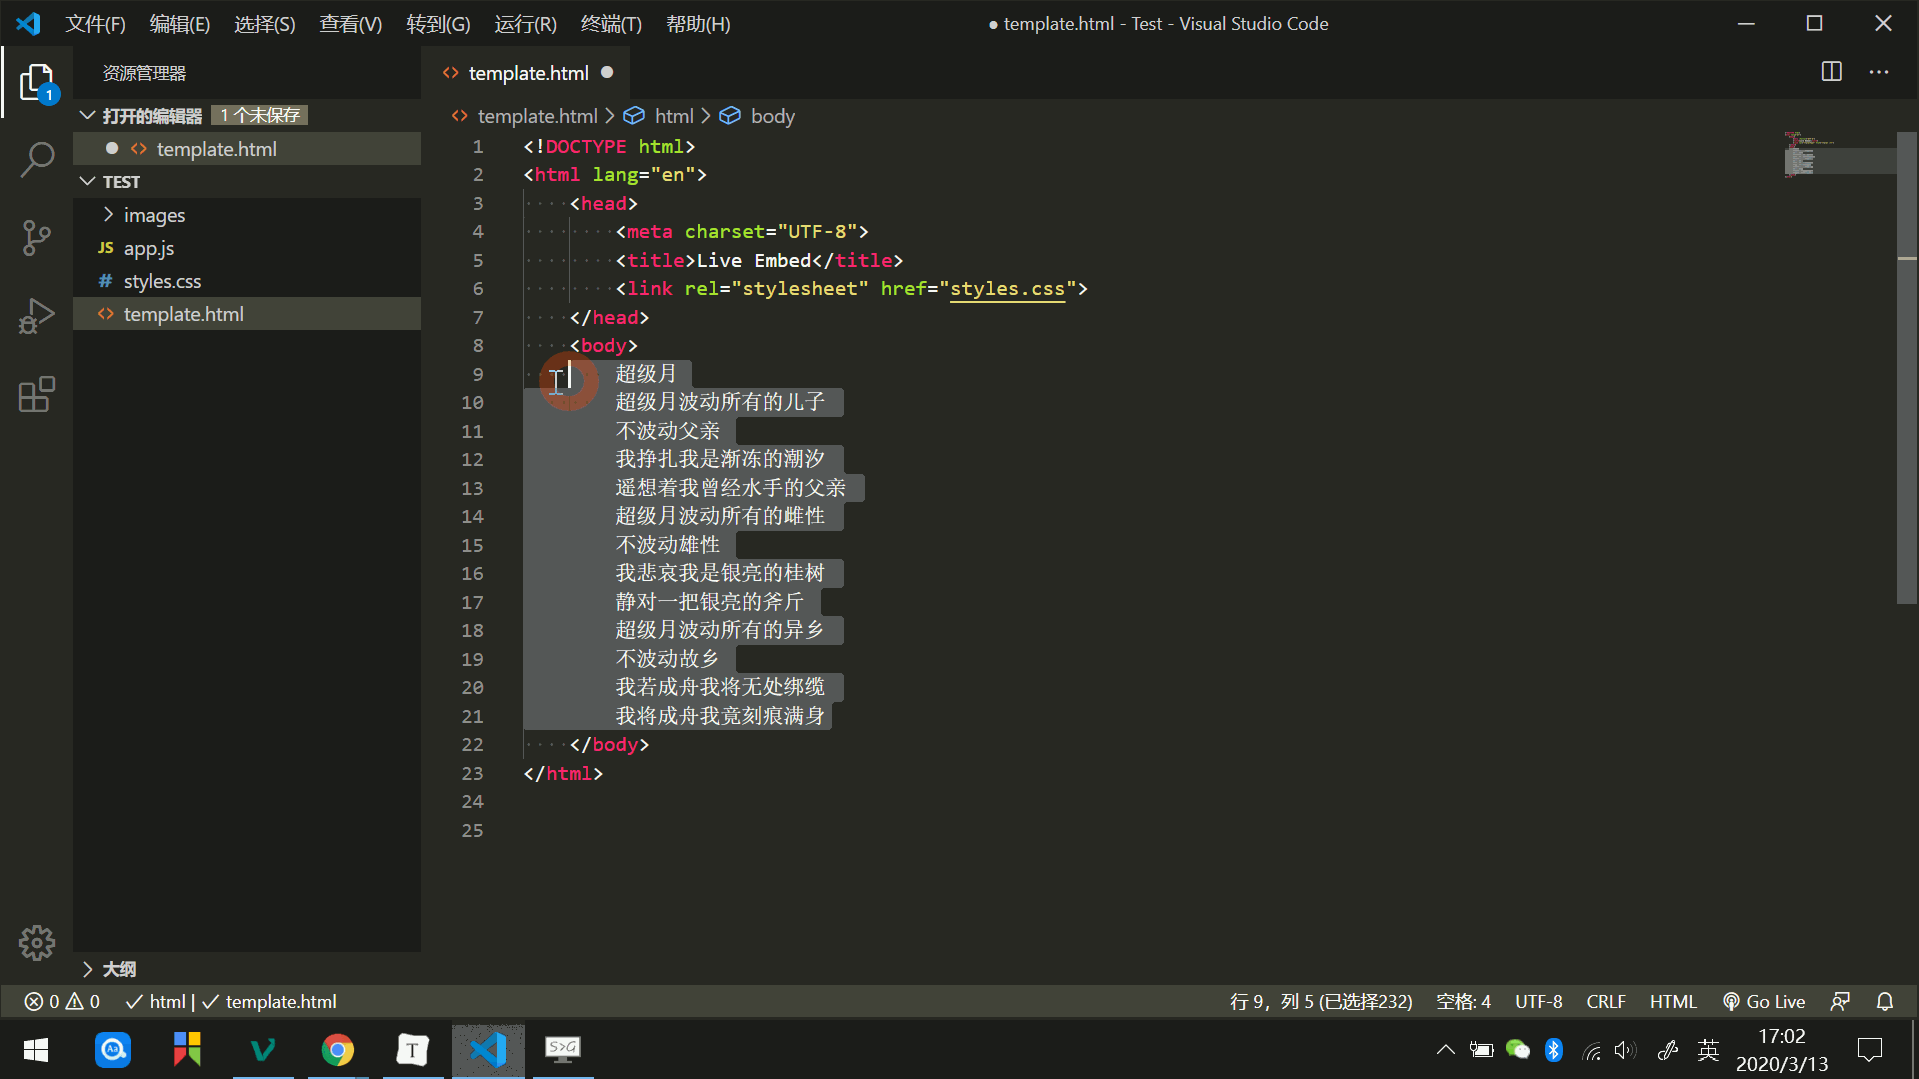 文件(F) 编辑(E) 选择(S) 查看(V) 转到(G) 运行(R) 终端(T) 帮助(H) ● template.html - Test - Visual Studio Code
资源管理器
template.html
1
打开的编辑器 1 个未保存
template.html > html > body
template.html
TEST
images
JS app.js
# styles.css
template.html
1 <!DOCTYPE html>
2 <html lang="en">
3 <head>
4 <meta charset="UTF-8">
5 <title>Live Embed</title>
6 <link rel="stylesheet" href="styles.css">
7 </head>
8 <body>
9 超级月
10 超级月波动所有的儿子
11 不波动父亲
12 我挣扎我是渐冻的潮汐
13 遥想着我曾经水手的父亲
14 超级月波动所有的雌性
15 不波动雄性
16 我悲哀我是银亮的桂树
17 静对一把银亮的斧斤
18 超级月波动所有的异乡
19 不波动故乡
20 我若成舟我将无处绑缆
21 我将成舟我竟刻痕满身
22 </body>
23 </html>
24
25
大纲
0 0 html | template.html
行 9，列 5 (已选择232) 空格: 4 UTF-8 CRLF HTML Go Live
Aa
T
S>G
英
17:02
2020/3/13